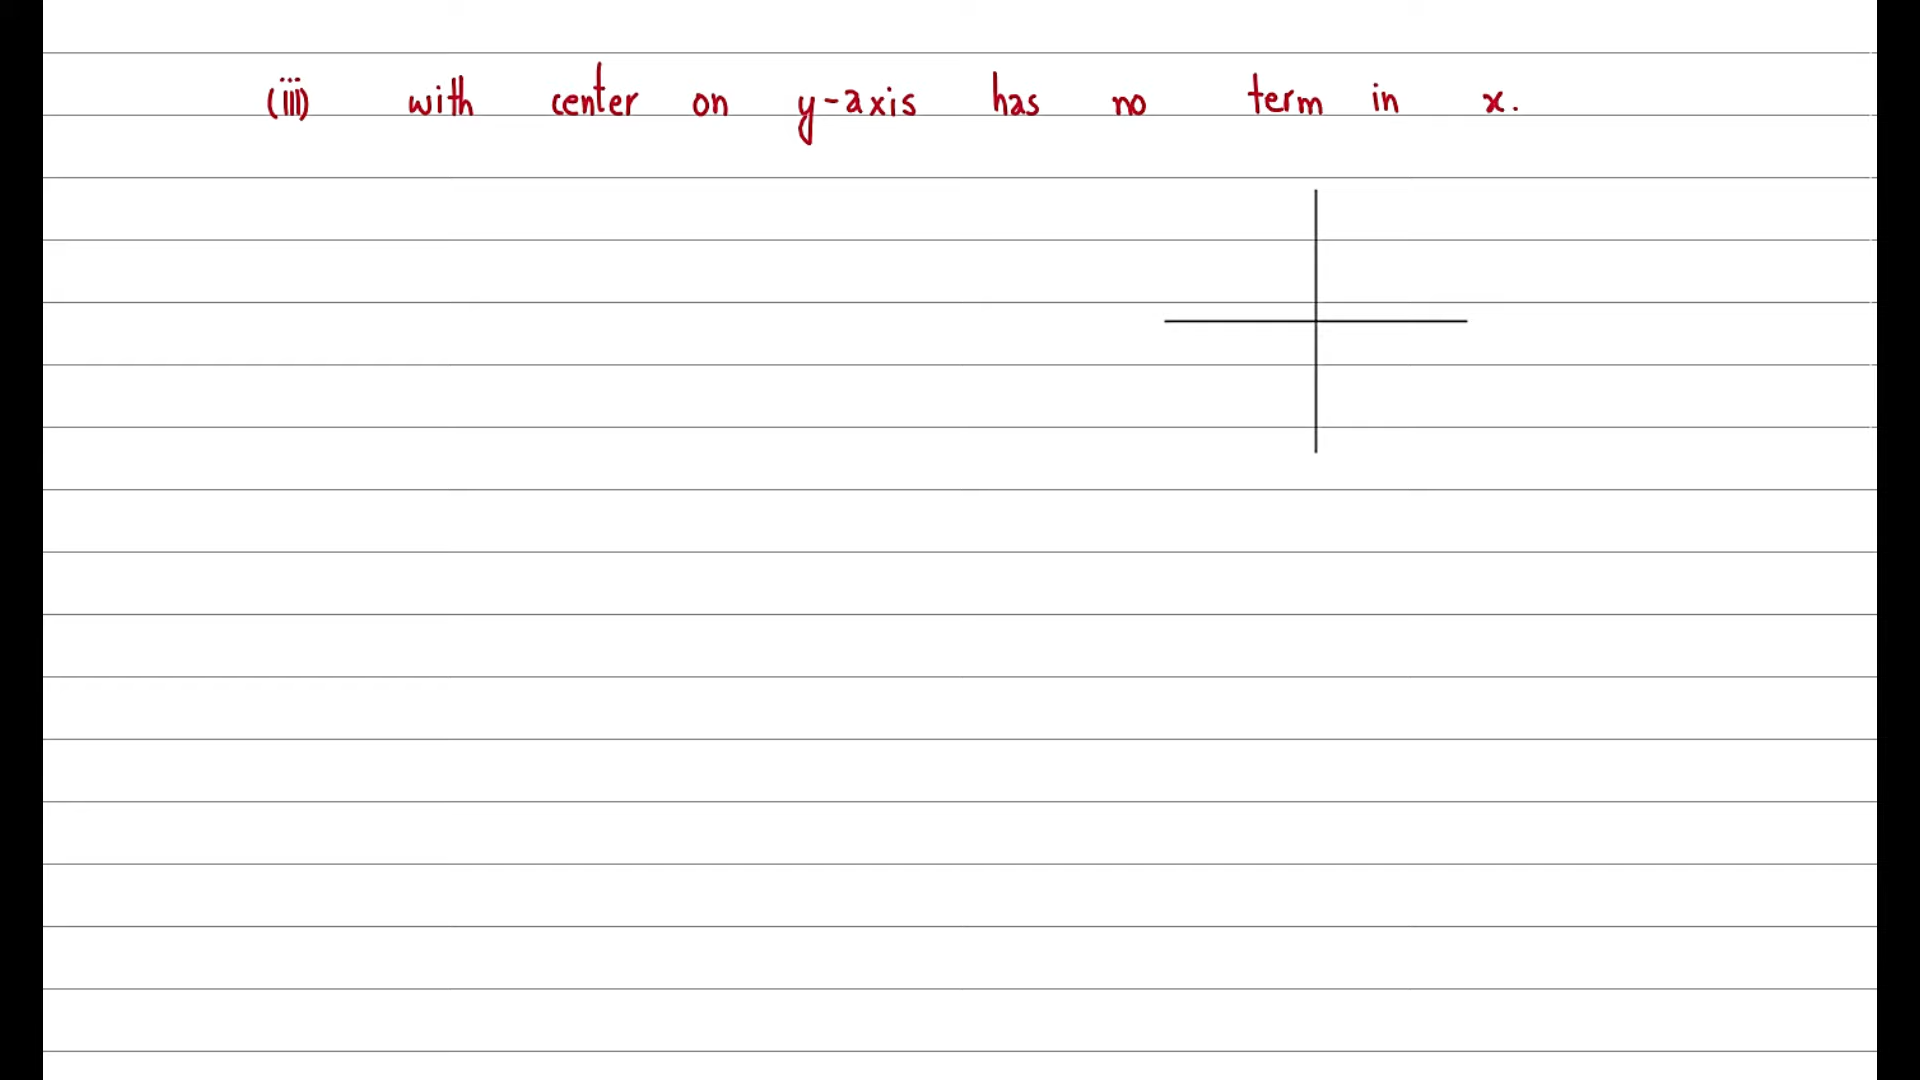 (iii) with center on y-axis has no term in x.